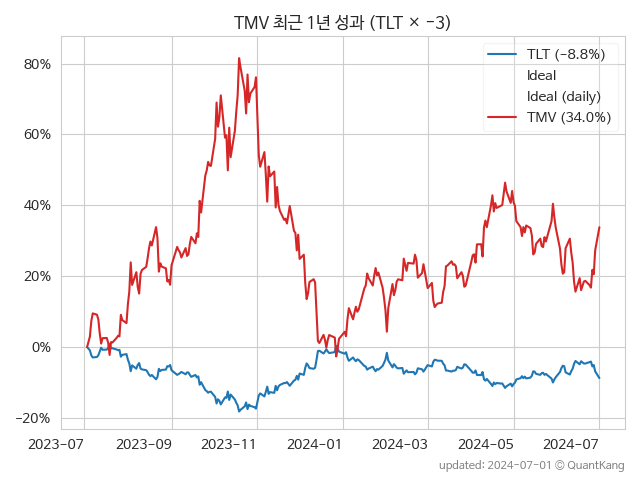 TMV 최근 1년 성과 (TLT × −3)
TLT (−8.8%)
Ideal
Ideal (daily)
TMV (34.0%)
80%
60%
40%
20%
0%
−20%
2023-07
2023-09
2023-11
2024-01
2024-03
2024-05
2024-07
updated: 2024-07-01 © QuantKang